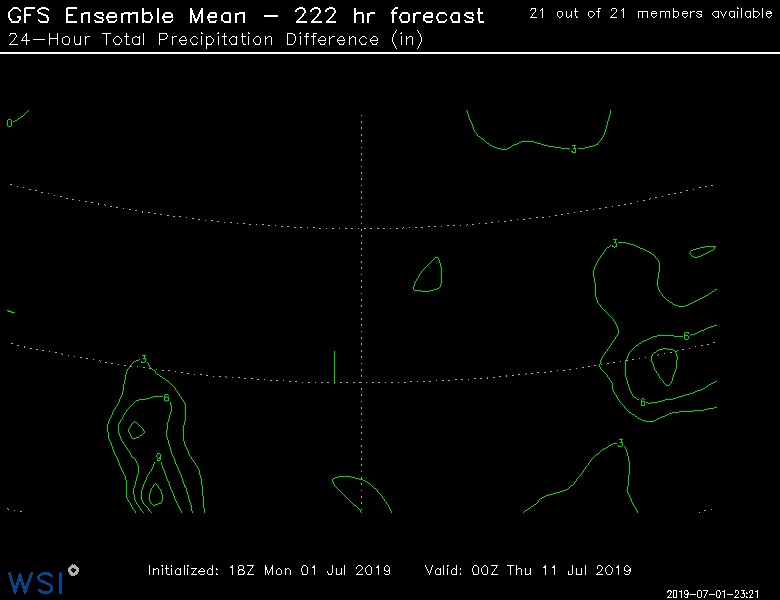 GFS Ensemble Mean – 222 hr forecast
21 out of 21 members available
24–Hour Total Precipitation Difference (in)
0
3
3
6
3
6
6
3
9
Initialized: 18Z Mon 01 Jul 2019
Valid: 00Z Thu 11 Jul 2019
WSI
2019–07–01–23:21